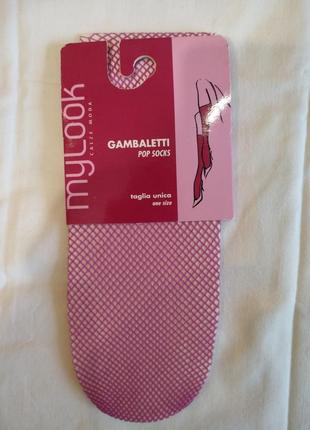 myLook
CALZE MODA
GAMBALETTI
POP SOCKS
taglia unica
one size